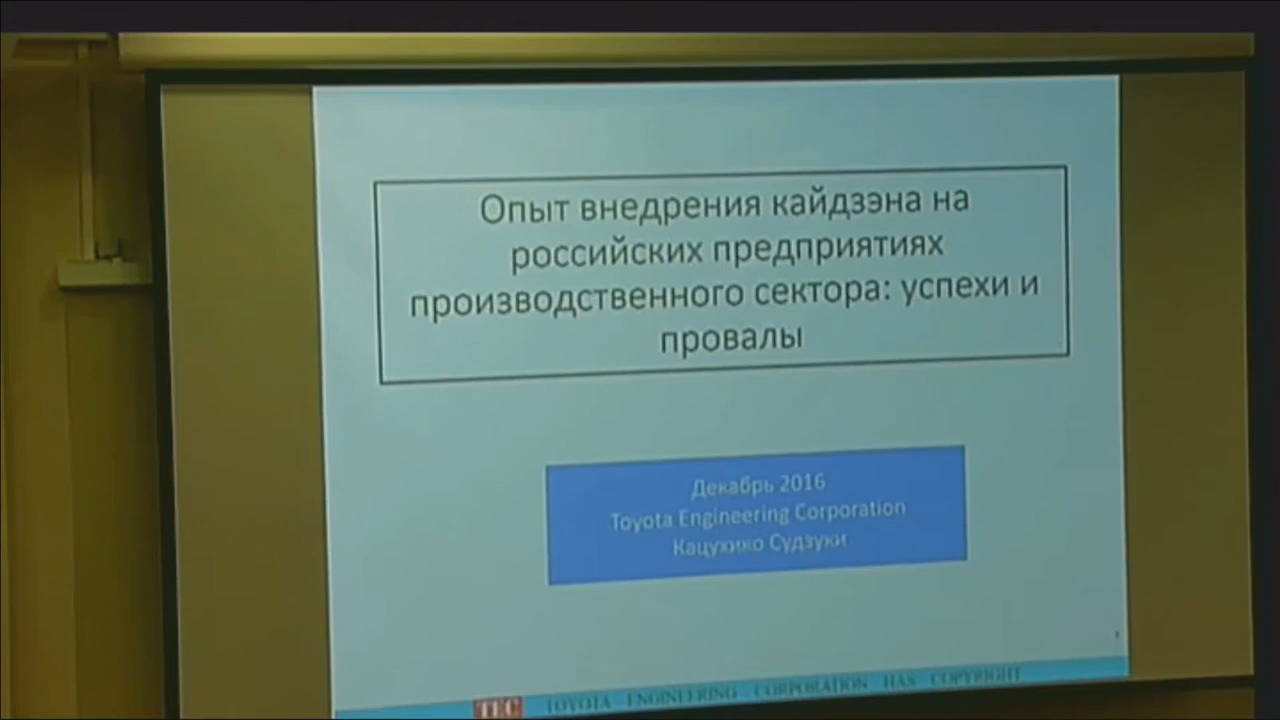 Опыт внедрения кайдзэна на
российских предприятиях
производственного сектора: успехи и
провалы
Декабрь 2016
Toyota Engineering Corporation
Кацухико Судзуки
1
TEC TOYOTA ENGINEERING CORPORATION HAS COPYRIGHT